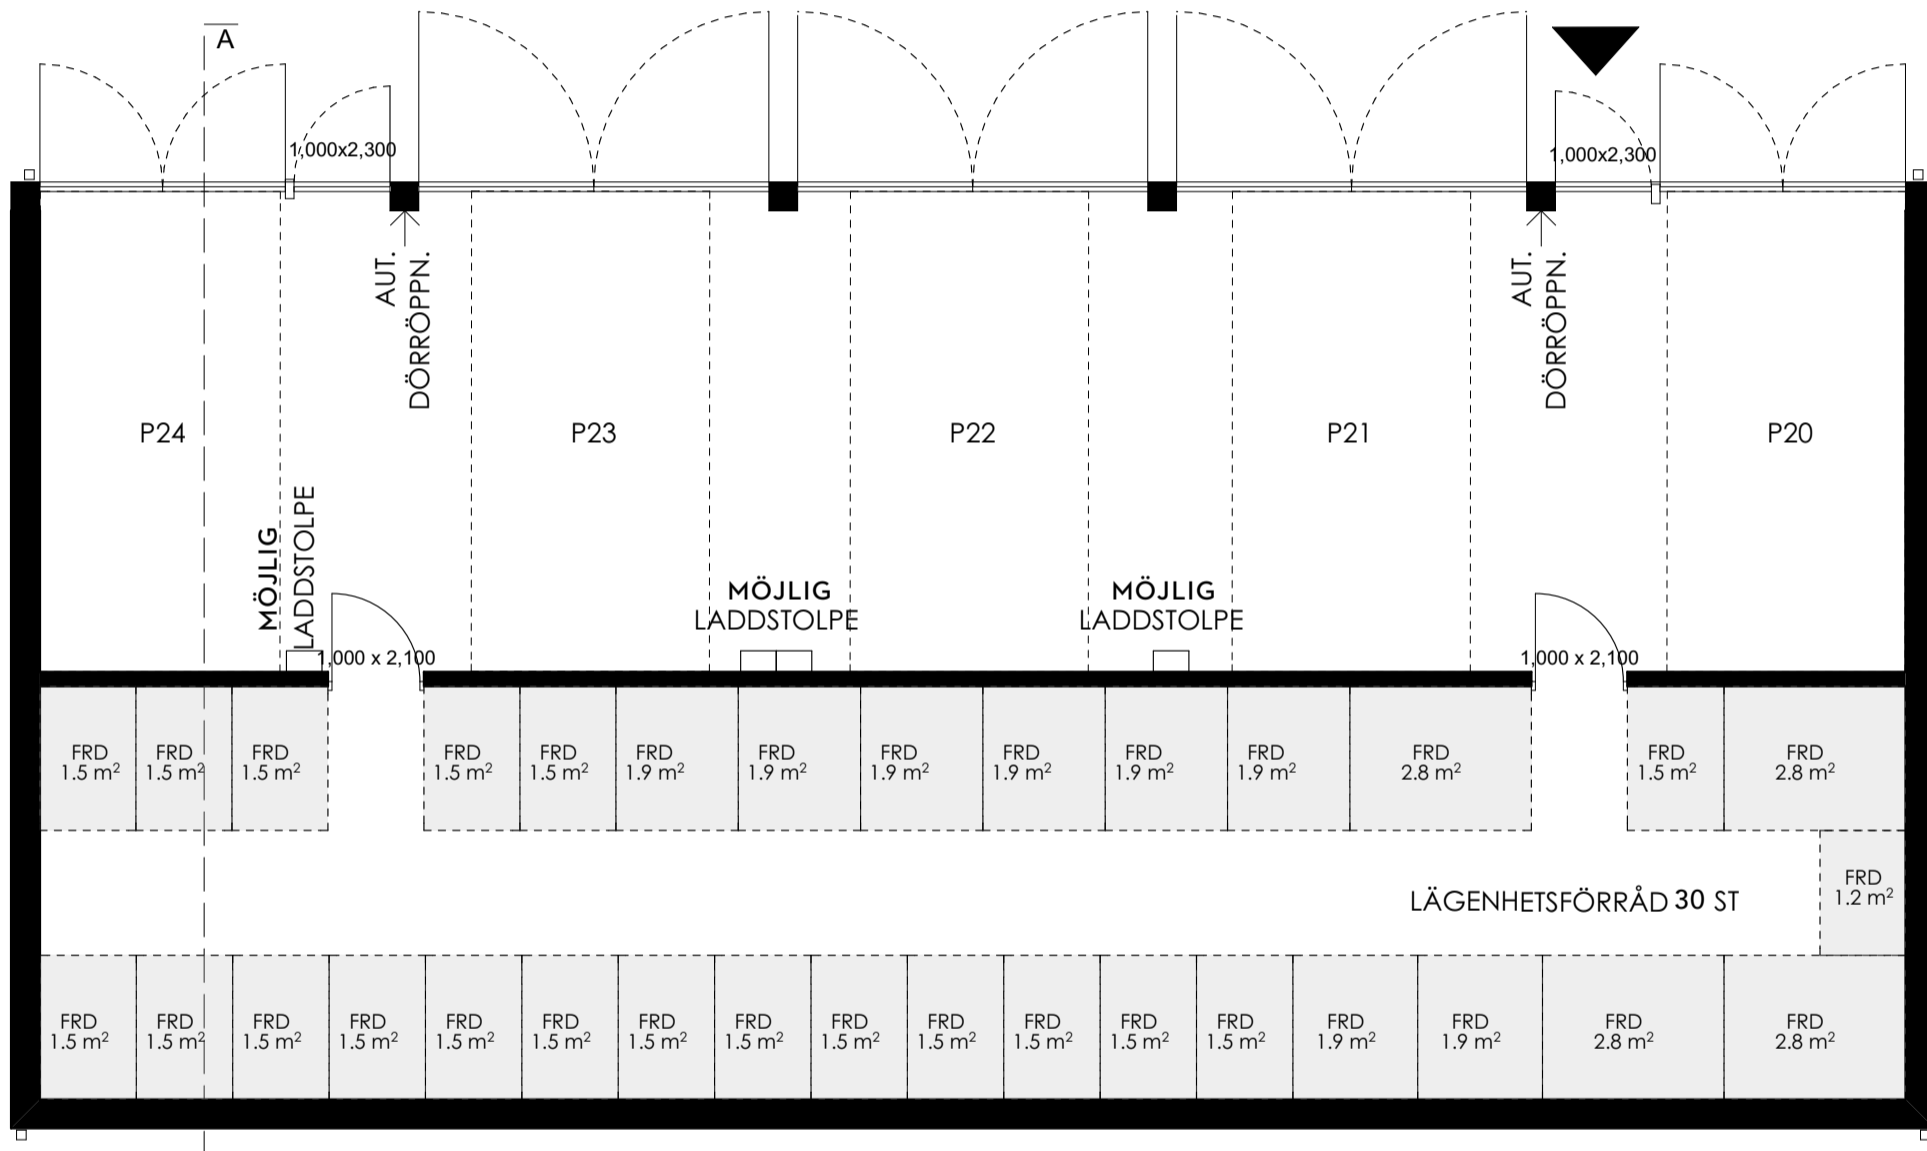 A
1,000x2,300
1,000x2,300
AUT.
DÖRRÖPPN.
AUT.
DÖRRÖPPN.
P24
P23
P22
P21
P20
MÖJLIG
LADDSTOLPE
MÖJLIG
LADDSTOLPE
MÖJLIG
LADDSTOLPE
1,000 x 2,100
1,000 x 2,100
FRD
1.5 m²
FRD
1.5 m²
FRD
1.5 m²
FRD
1.5 m²
FRD
1.5 m²
FRD
1.9 m²
FRD
1.9 m²
FRD
1.9 m²
FRD
1.9 m²
FRD
1.9 m²
FRD
1.9 m²
FRD
2.8 m²
FRD
1.5 m²
FRD
2.8 m²
LÄGENHETSFÖRRÅD 30 ST
FRD
1.2 m²
FRD
1.5 m²
FRD
1.5 m²
FRD
1.5 m²
FRD
1.5 m²
FRD
1.5 m²
FRD
1.5 m²
FRD
1.5 m²
FRD
1.5 m²
FRD
1.5 m²
FRD
1.5 m²
FRD
1.5 m²
FRD
1.5 m²
FRD
1.5 m²
FRD
1.9 m²
FRD
1.9 m²
FRD
2.8 m²
FRD
2.8 m²